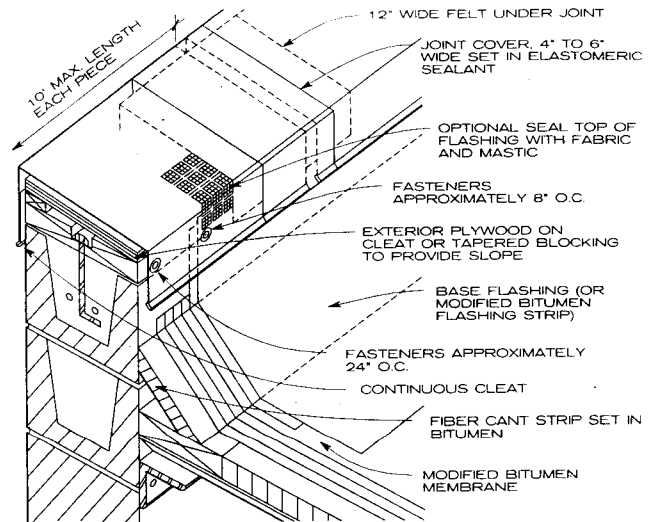 12" WIDE FELT UNDER JOINT
JOINT COVER, 4" TO 6"
WIDE SET IN ELASTOMERIC
SEALANT
10' MAX. LENGTH
EACH PIECE
OPTIONAL SEAL TOP OF
FLASHING WITH FABRIC
AND MASTIC
FASTENERS
APPROXIMATELY 8" O.C.
EXTERIOR PLYWOOD ON
CLEAT OR TAPERED BLOCKING
TO PROVIDE SLOPE
BASE FLASHING (OR
MODIFIED BITUMEN
FLASHING STRIP)
FASTENERS APPROXIMATELY
24" O.C.
CONTINUOUS CLEAT
FIBER CANT STRIP SET IN
BITUMEN
MODIFIED BITUMEN
MEMBRANE